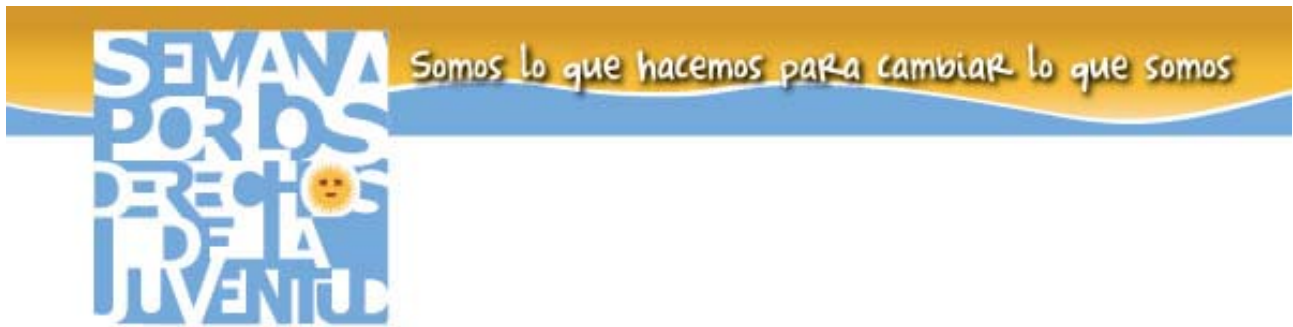 SEMANA
POR LOS
DERECHOS
DE LA
JUVENTUD
Somos lo que hacemos paRa cambiaR lo que somos